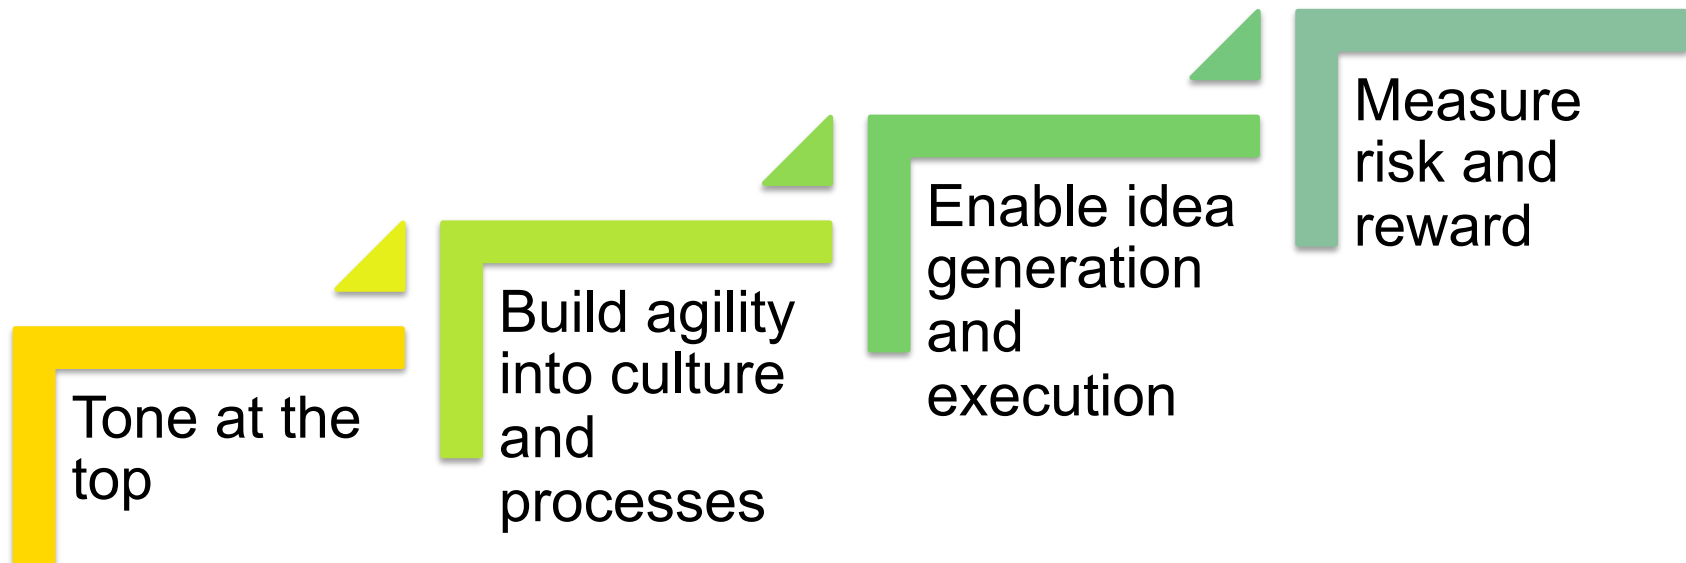 Tone at the
top
Build agility
into culture
and
processes
Enable idea
generation
and
execution
Measure
risk and
reward